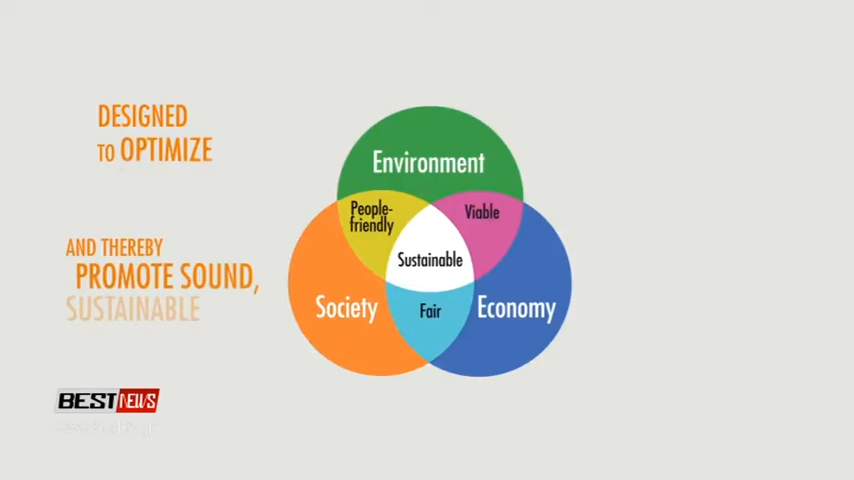 DESIGNED
TO OPTIMIZE
AND THEREBY
PROMOTE SOUND,
SUSTAINABLE
Environment
People-
friendly
Viable
Sustainable
Society
Fair
Economy
BEST NEWS